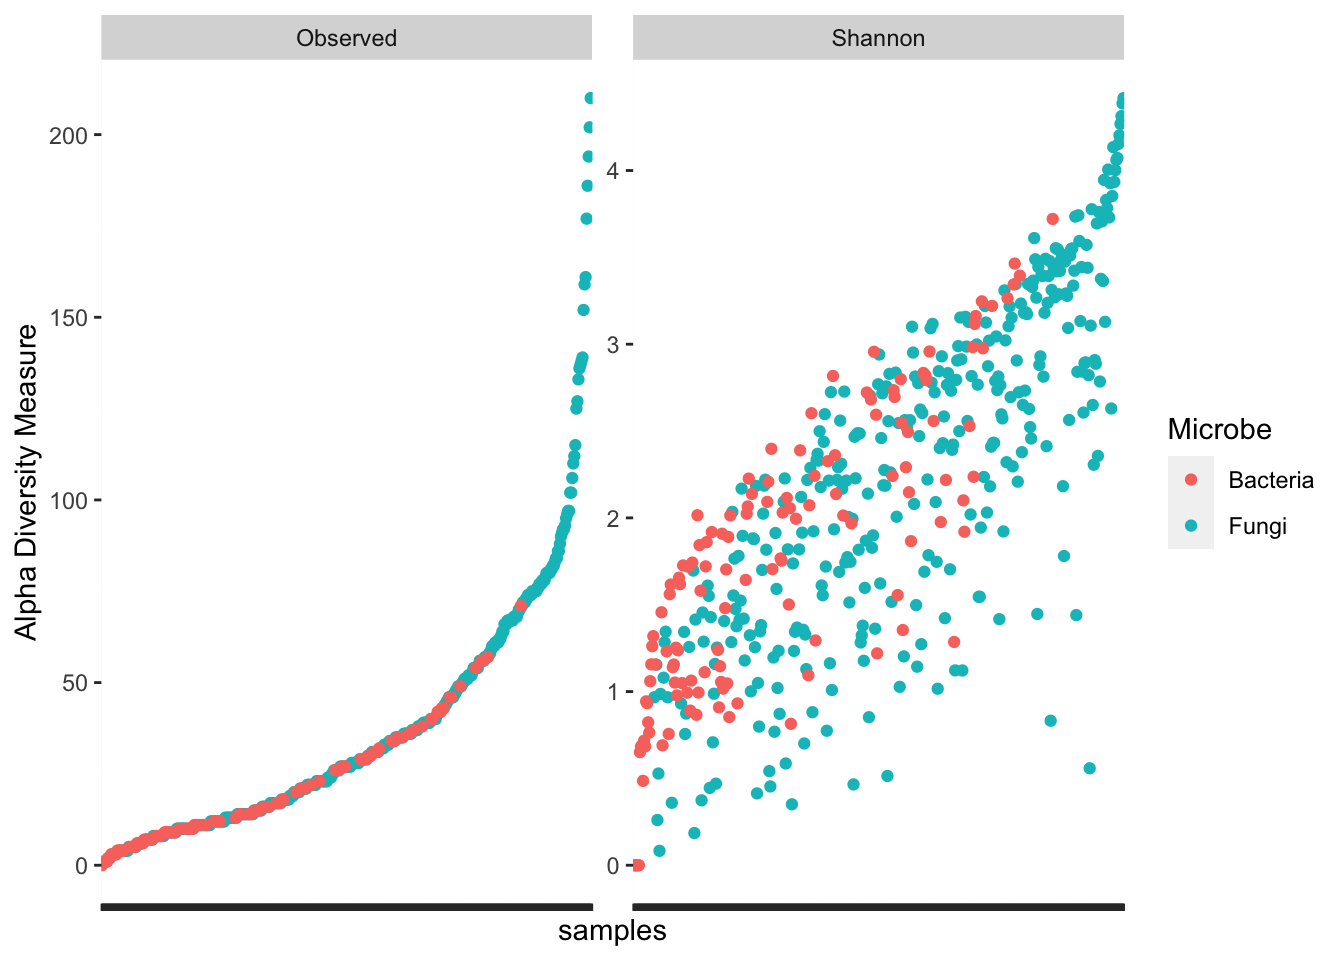 Observed
Shannon
Alpha Diversity Measure
200
150
100
50
0
4
3
2
1
0
samples
Microbe
Bacteria
Fungi